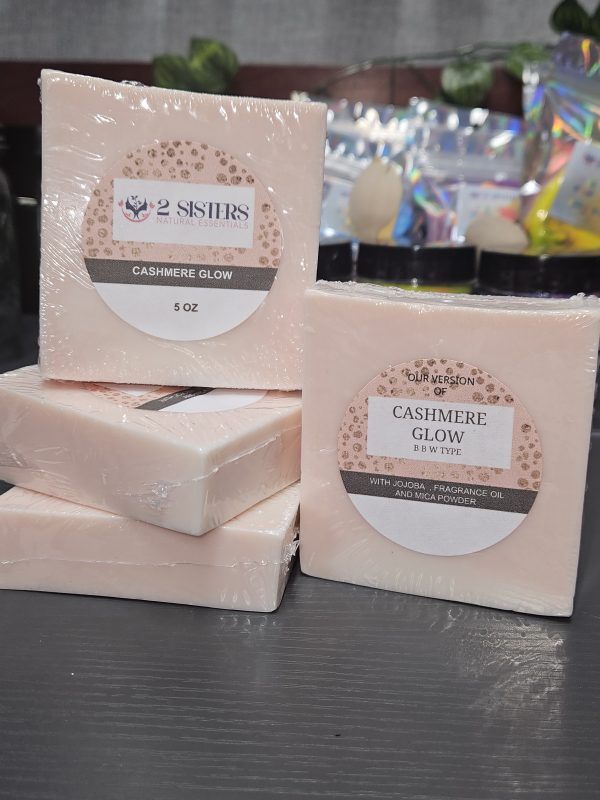 2 SISTERS
NATURAL ESSENTIALS
CASHMERE GLOW
5 OZ
OUR VERSION
OF
CASHMERE
GLOW
B B W TYPE
WITH JOJOBA , FRAGRANCE OIL
AND MICA POWDER